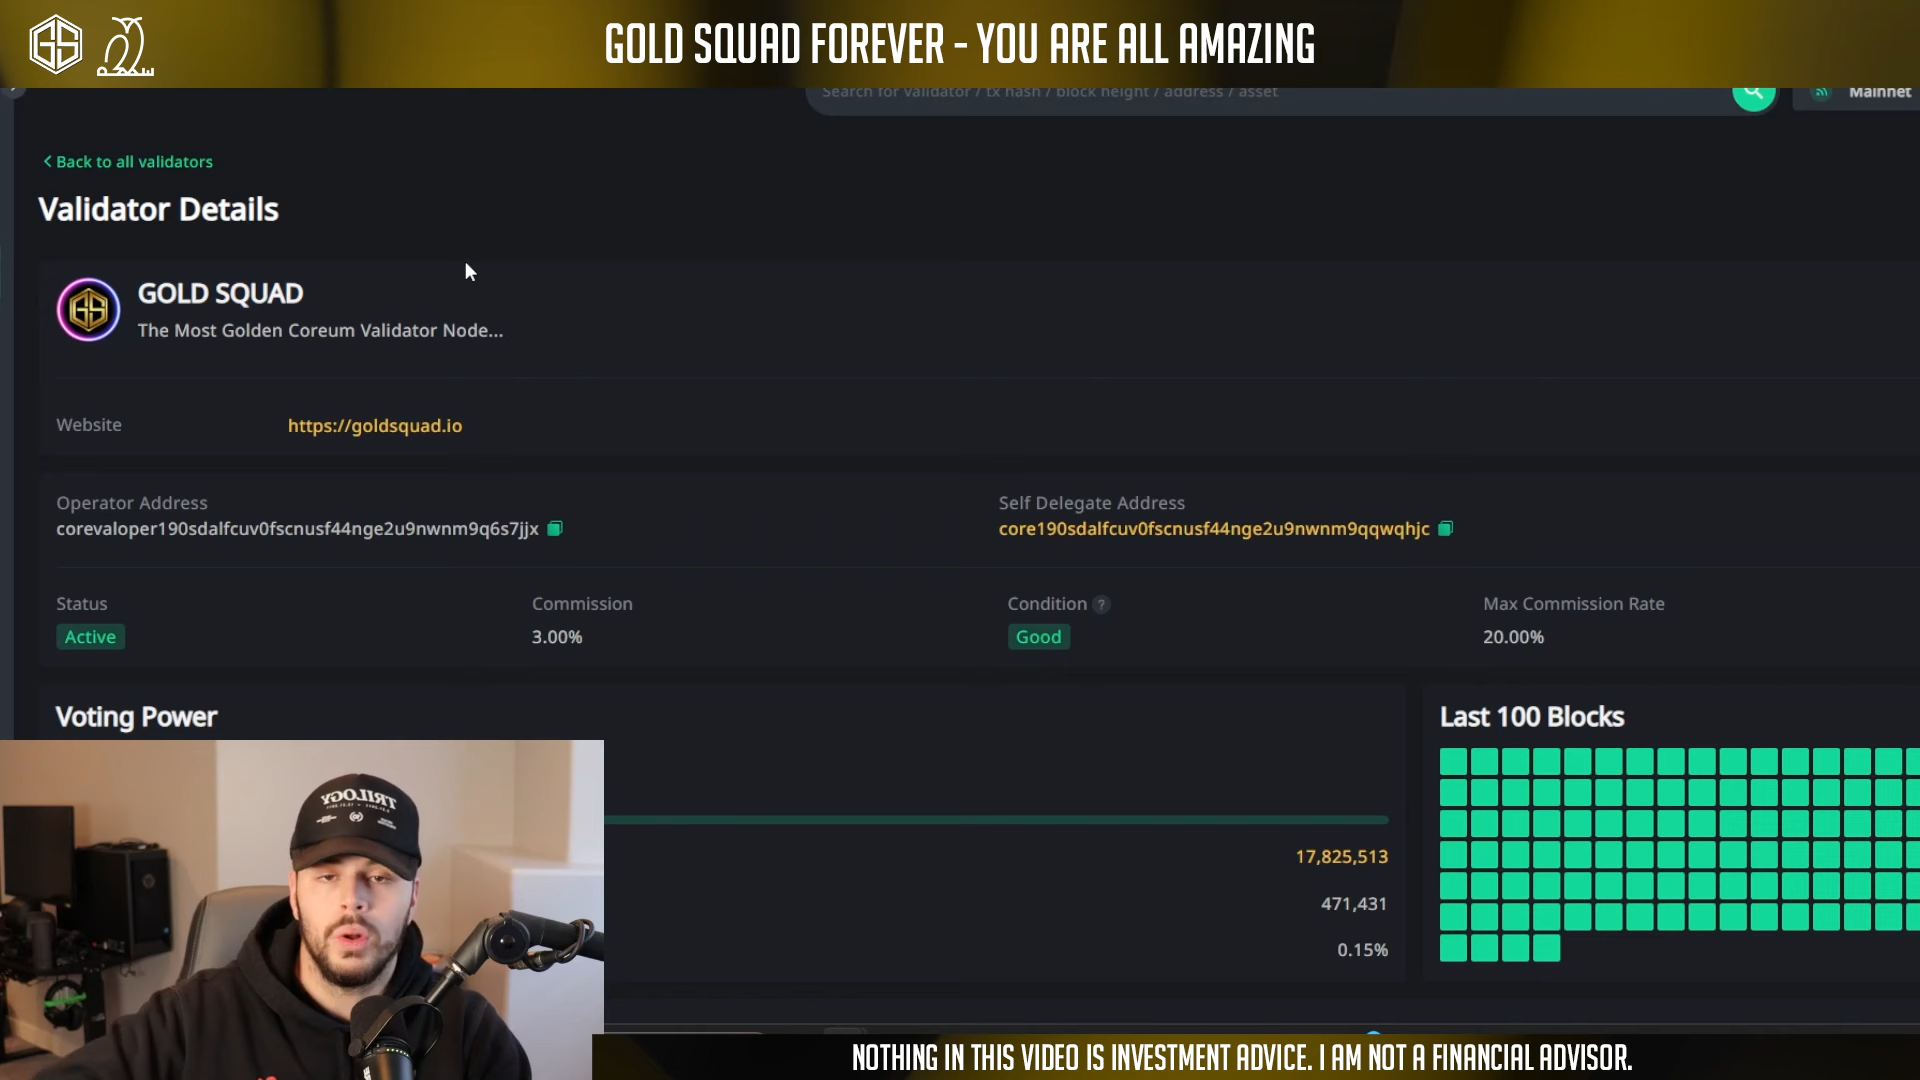 GOLD SQUAD FOREVER - YOU ARE ALL AMAZING
GS
Search for validator / tx hash / block height / address / asset
Mainnet
Back to all validators
Validator Details
GS
GOLD SQUAD
The Most Golden Coreum Validator Node...
Website
https://goldsquad.io
Operator Address
Self Delegate Address
corevaloper190sdalfcuv0fscnusf44nge2u9nwnm9q6s7jjx
core190sdalfcuv0fscnusf44nge2u9nwnm9qqwqhjc
Status
Commission
Condition ?
Max Commission Rate
Active
3.00%
Good
20.00%
Voting Power
Last 100 Blocks
17,825,513
471,431
0.15%
TRILOGY
NOTHING IN THIS VIDEO IS INVESTMENT ADVICE. I AM NOT A FINANCIAL ADVISOR.